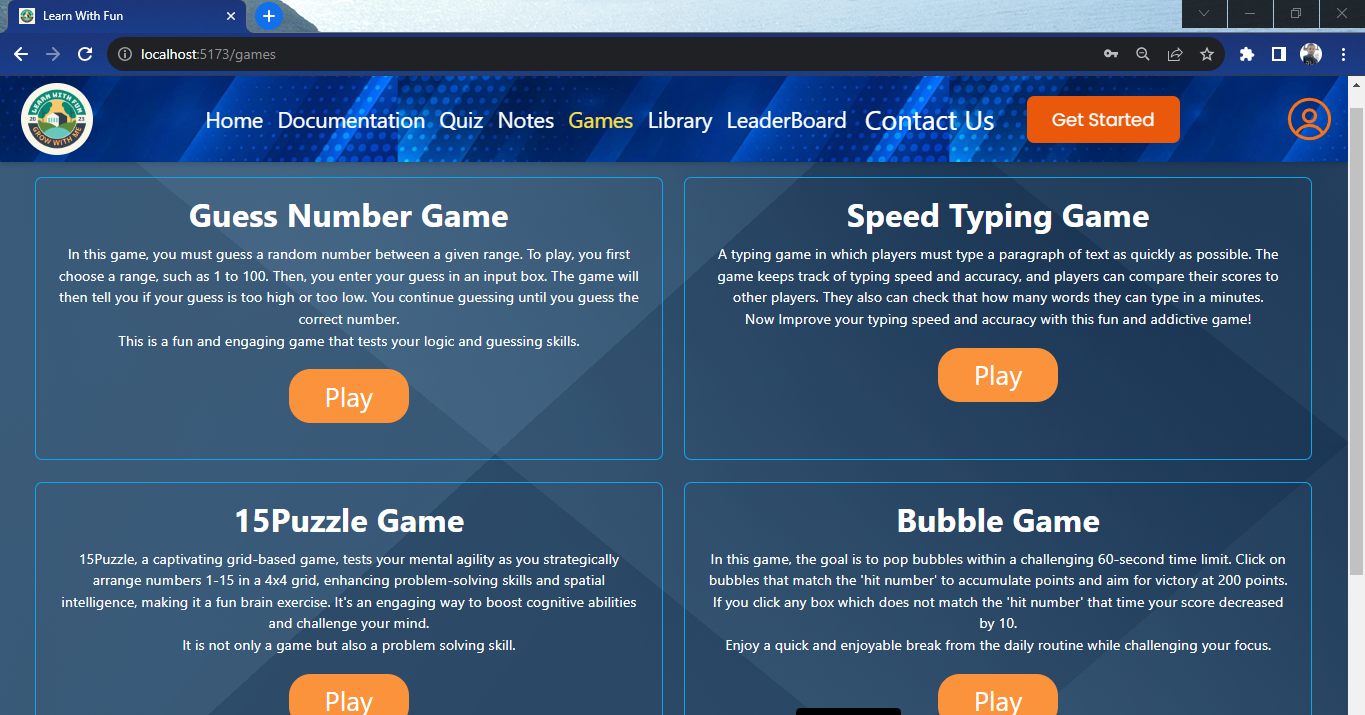 Learn With Fun
localhost:5173/games
LEARN WITH FUN
20 23
GROW WITH ME
Home Documentation Quiz Notes Games Library LeaderBoard Contact Us Get Started
Guess Number Game
In this game, you must guess a random number between a given range. To play, you first
choose a range, such as 1 to 100. Then, you enter your guess in an input box. The game will
then tell you if your guess is too high or too low. You continue guessing until you guess the
correct number.
This is a fun and engaging game that tests your logic and guessing skills.
Play
Speed Typing Game
A typing game in which players must type a paragraph of text as quickly as possible. The
game keeps track of typing speed and accuracy, and players can compare their scores to
other players. They also can check that how many words they can type in a minutes.
Now Improve your typing speed and accuracy with this fun and addictive game!
Play
15Puzzle Game
15Puzzle, a captivating grid-based game, tests your mental agility as you strategically
arrange numbers 1-15 in a 4x4 grid, enhancing problem-solving skills and spatial
intelligence, making it a fun brain exercise. It's an engaging way to boost cognitive abilities
and challenge your mind.
It is not only a game but also a problem solving skill.
Play
Bubble Game
In this game, the goal is to pop bubbles within a challenging 60-second time limit. Click on
bubbles that match the 'hit number' to accumulate points and aim for victory at 200 points.
If you click any box which does not match the 'hit number' that time your score decreased
by 10.
Enjoy a quick and enjoyable break from the daily routine while challenging your focus.
Play